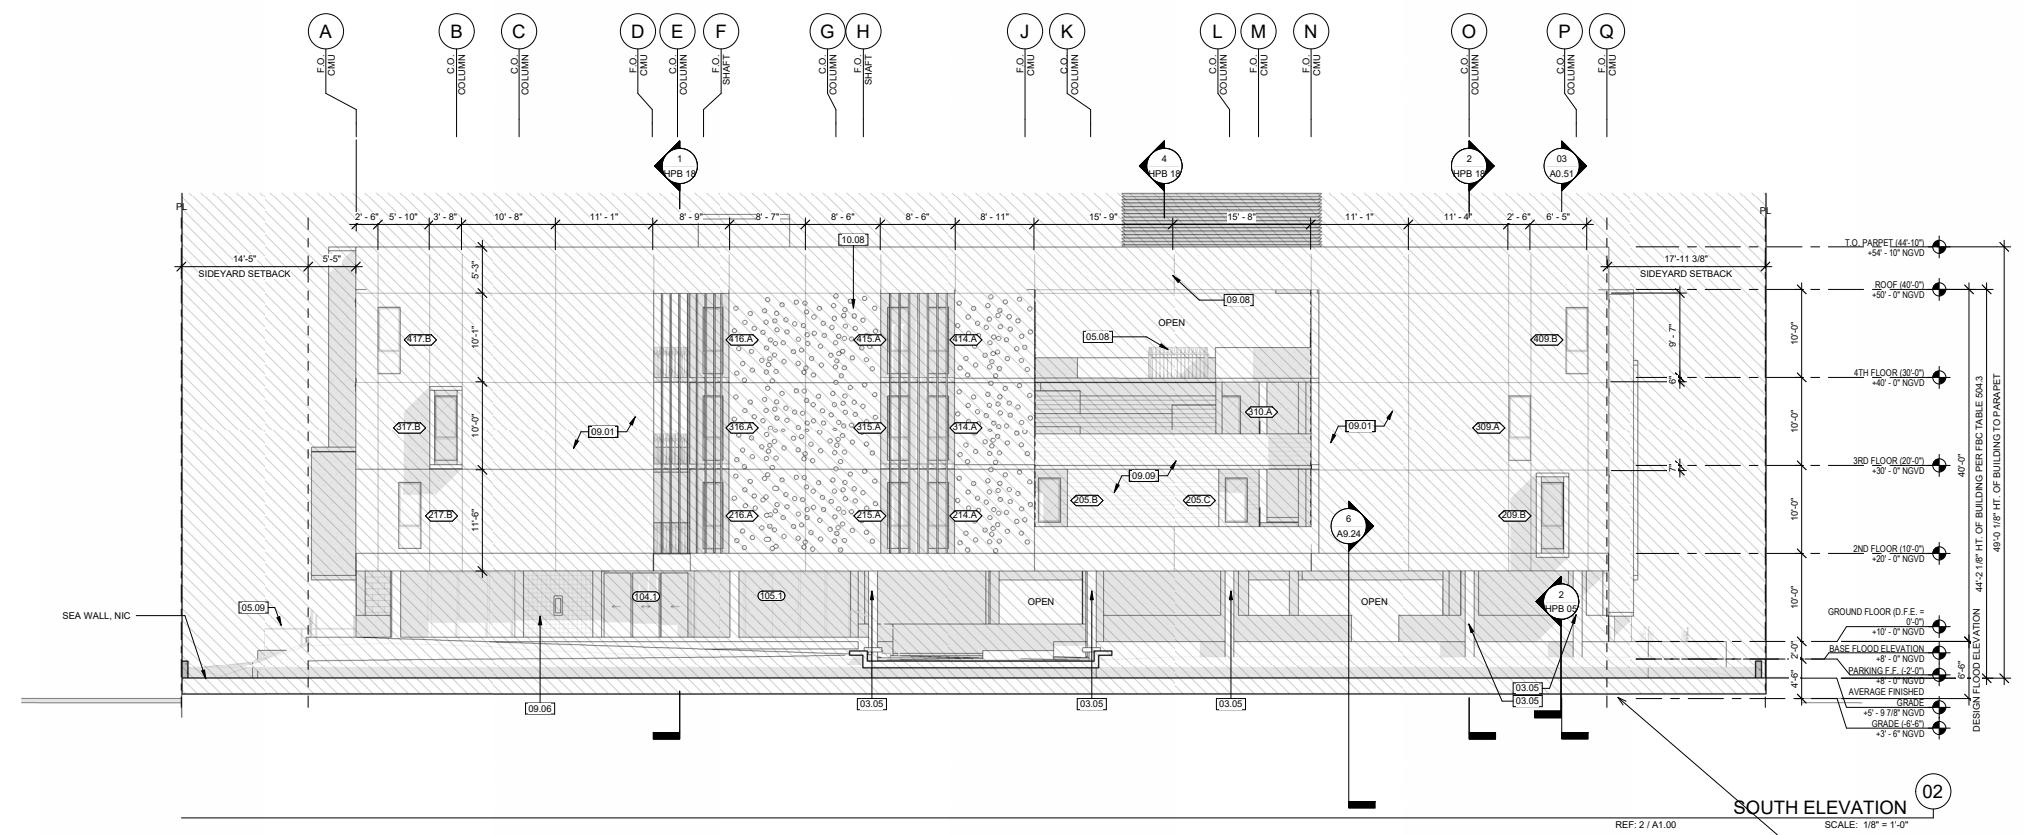 A B C D E F G H J K L M N O P Q
F.O. CMU
C.O. COLUMN
C.O. COLUMN
F.O. CMU
C.O. COLUMN
F.O. SHAFT
C.O. COLUMN
F.O. SHAFT
F.O. CMU
C.O. COLUMN
C.O. COLUMN
F.O. CMU
F.O. CMU
C.O. COLUMN
C.O. COLUMN
F.O. CMU
1
HPB 18
4
HPB 18
2
HPB 18
03
A0.51
PL
PL
2' - 6" 5' - 10" 3' - 8" 10' - 8" 11' - 1" 8' - 9" 8' - 7" 8' - 6" 8' - 6" 8' - 11" 15' - 9" 15' - 8" 11' - 1" 11' - 4" 2' - 6" 6' - 5"
10.08
14'-5" 5'-5"
SIDEYARD SETBACK
17'-11 3/8"
SIDEYARD SETBACK
5'-3"
10'-1"
10'-0"
11'-6"
09.08
OPEN
05.08
417.B 416.A 415.A 414.A 409.B
310.A
317.B 09.01 316.A 315.A 314.A 09.01 309.A
09.09
205.B 205.C
217.B 216.A 215.A 214.A 209.B
6
A9.24
104.1 105.1
OPEN
OPEN
2
HPB 05
05.09
SEA WALL, NIC
09.06
03.05
03.05
03.05
03.05
03.05
9' - 7"
6"
7"
10'-0"
10'-0"
10'-0"
10'-0"
2'-0"
4'-6"
6'-6"
40'-0"
DESIGN FLOOD ELEVATION
44'-2 1/8" HT. OF BUILDING PER FBC TABLE 504.3
49'-0 1/8" HT. OF BUILDING TO PARAPET
T.O. PARPET (44'-10")
+54' - 10" NGVD
ROOF (40'-0")
+50' - 0" NGVD
4TH FLOOR (30'-0")
+40' - 0" NGVD
3RD FLOOR (20'-0")
+30' - 0" NGVD
2ND FLOOR (10'-0")
+20' - 0" NGVD
GROUND FLOOR (D.F.E. =
0'-0")
+10' - 0" NGVD
BASE FLOOD ELEVATION
+8' - 0" NGVD
PARKING F.F. (-2'-0")
+8' - 0" NGVD
AVERAGE FINISHED
GRADE
+5' - 9 7/8" NGVD
GRADE (-6'-6")
+3' - 6" NGVD
SOUTH ELEVATION
02
REF: 2 / A1.00
SCALE: 1/8" = 1'-0"